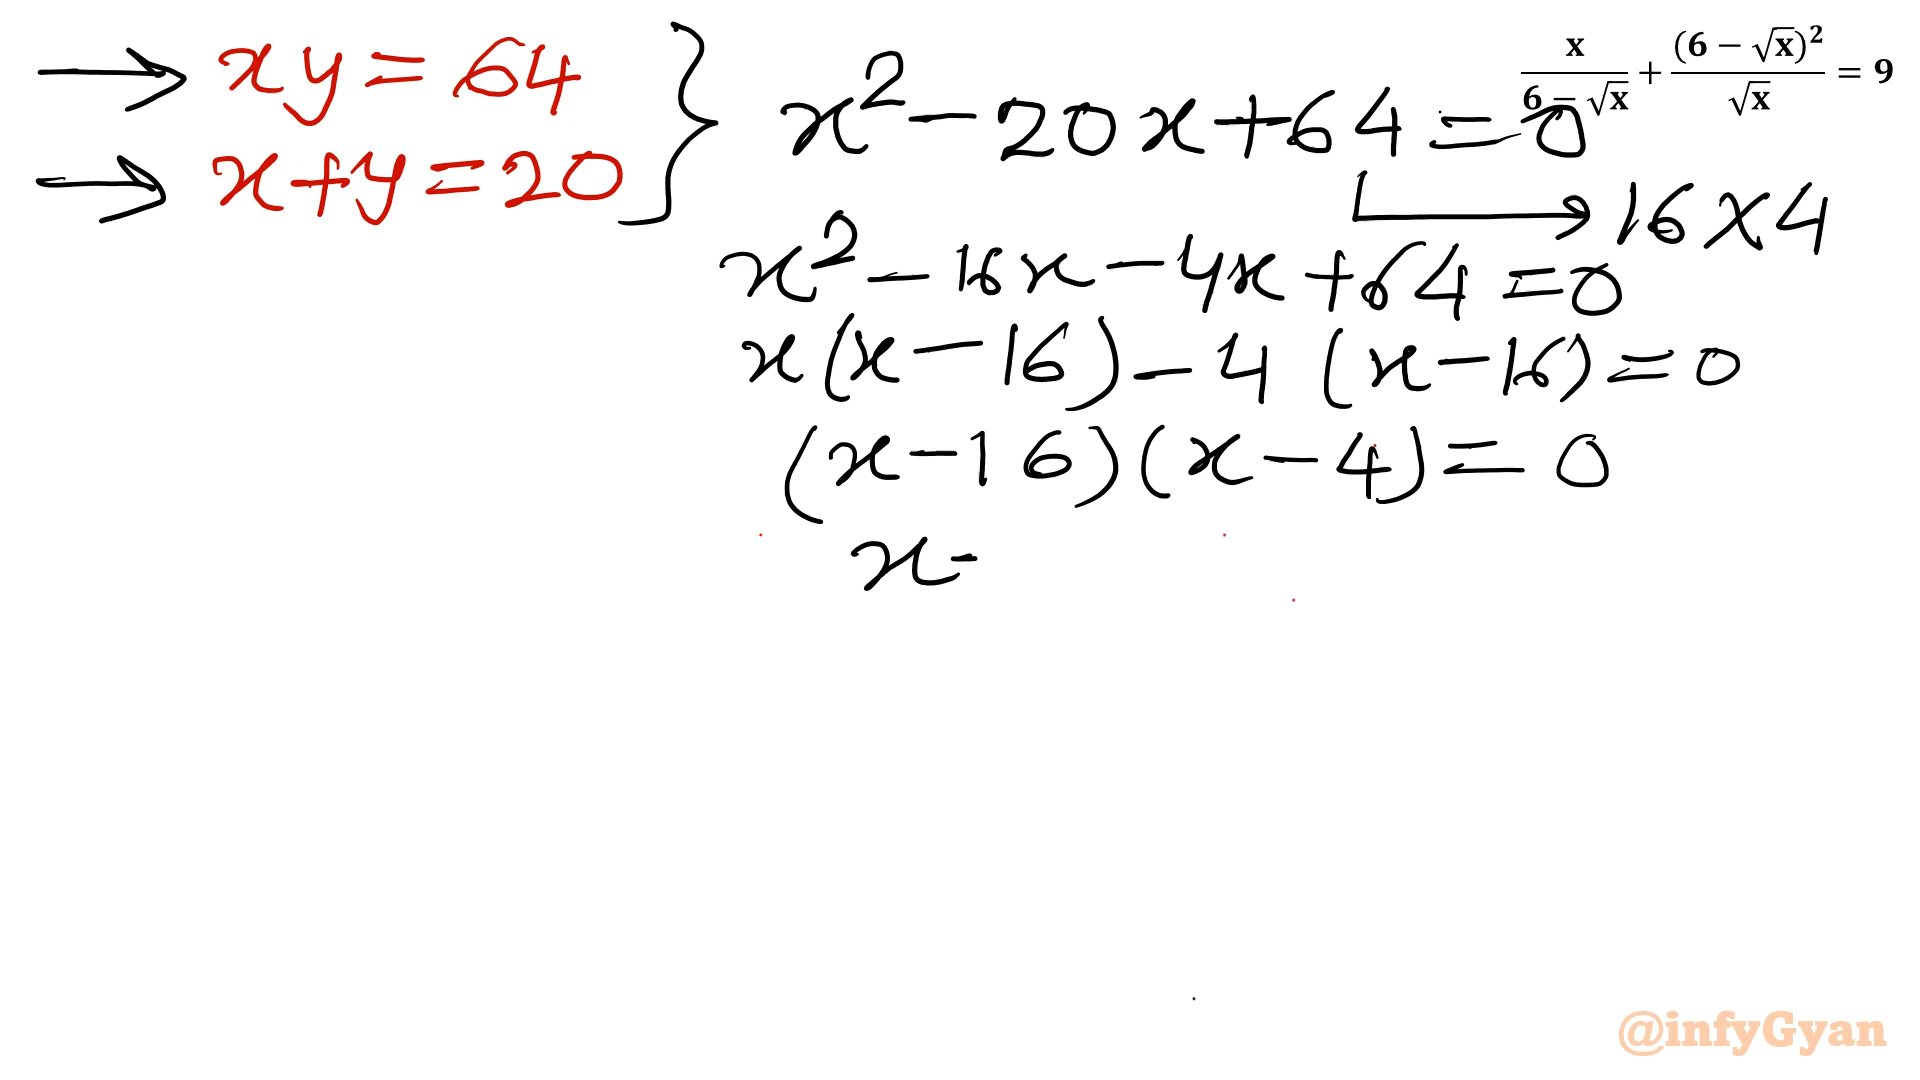 → xy = 64
→ x+y = 20
x/(6 − √x) + (6 − √x)²/√x = 9
x² − 20x + 64 = 0
→ 16 × 4
x² − 16x − 4x + 64 = 0
x(x − 16) − 4(x − 16) = 0
(x − 16)(x − 4) = 0
x -
@infyGyan